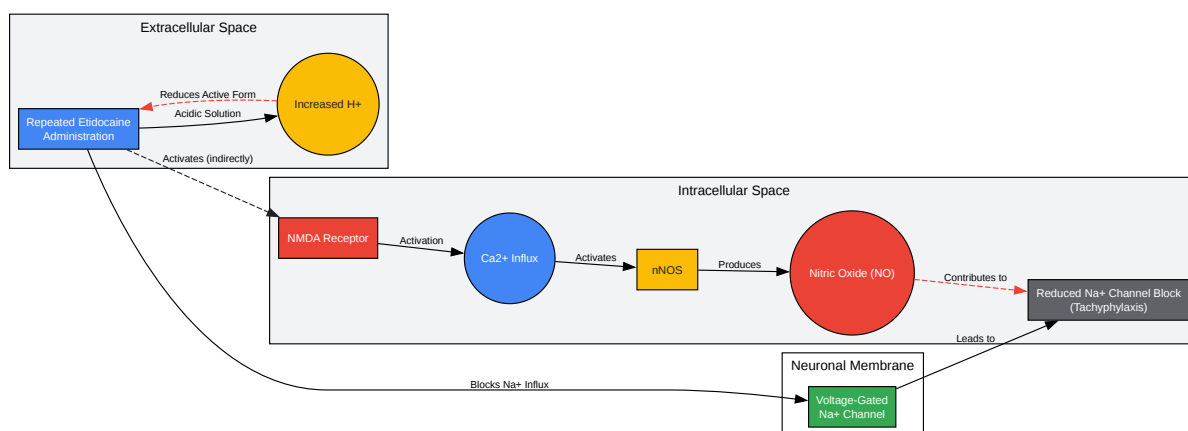 Extracellular Space
Reduces Active Form
Increased H+
Acidic Solution
Repeated Etidocaine
Administration
Activates (indirectly)
Intracellular Space
NMDA Receptor
Activation
Ca2+ Influx
Activates
nNOS
Produces
Nitric Oxide (NO)
Contributes to
Reduced Na+ Channel Block
(Tachyphylaxis)
Leads to
Neuronal Membrane
Blocks Na+ Influx
Voltage-Gated
Na+ Channel